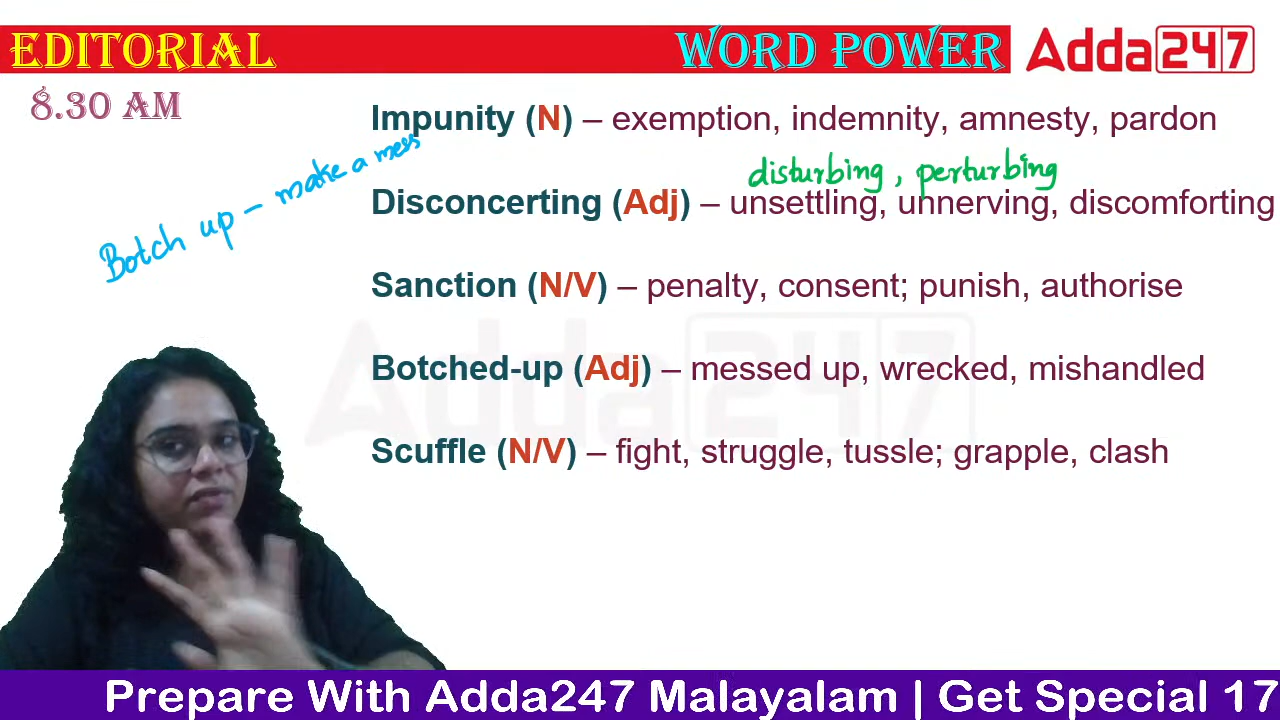 EDITORIAL WORD POWER Adda247
8.30 AM
Impunity (N) – exemption, indemnity, amnesty, pardon
Botch up – make a mess
disturbing, perturbing
Disconcerting (Adj) – unsettling, unnerving, discomforting
Sanction (N/V) – penalty, consent; punish, authorise
Botched-up (Adj) – messed up, wrecked, mishandled
Scuffle (N/V) – fight, struggle, tussle; grapple, clash
Adda247
Prepare With Adda247 Malayalam | Get Special 17